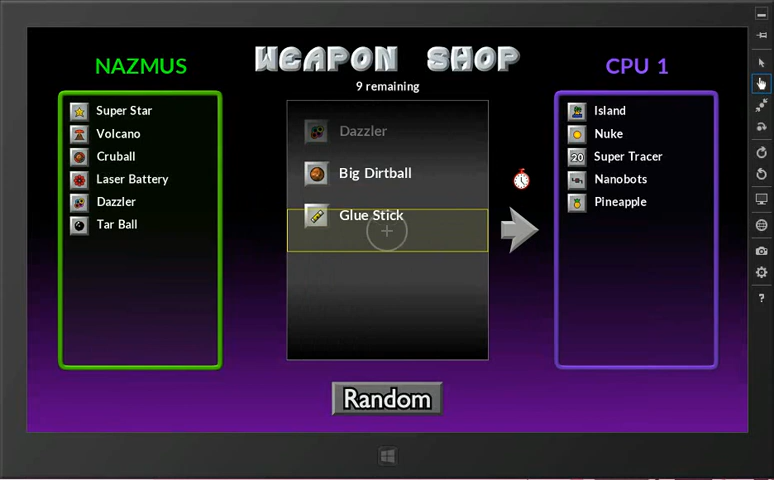 WEAPON SHOP
NAZMUS
CPU 1
9 remaining
Super Star
Volcano
Cruball
Laser Battery
Dazzler
Tar Ball
Dazzler
Big Dirtball
Glue Stick
Island
Nuke
20 Super Tracer
Nanobots
Pineapple
Random
?